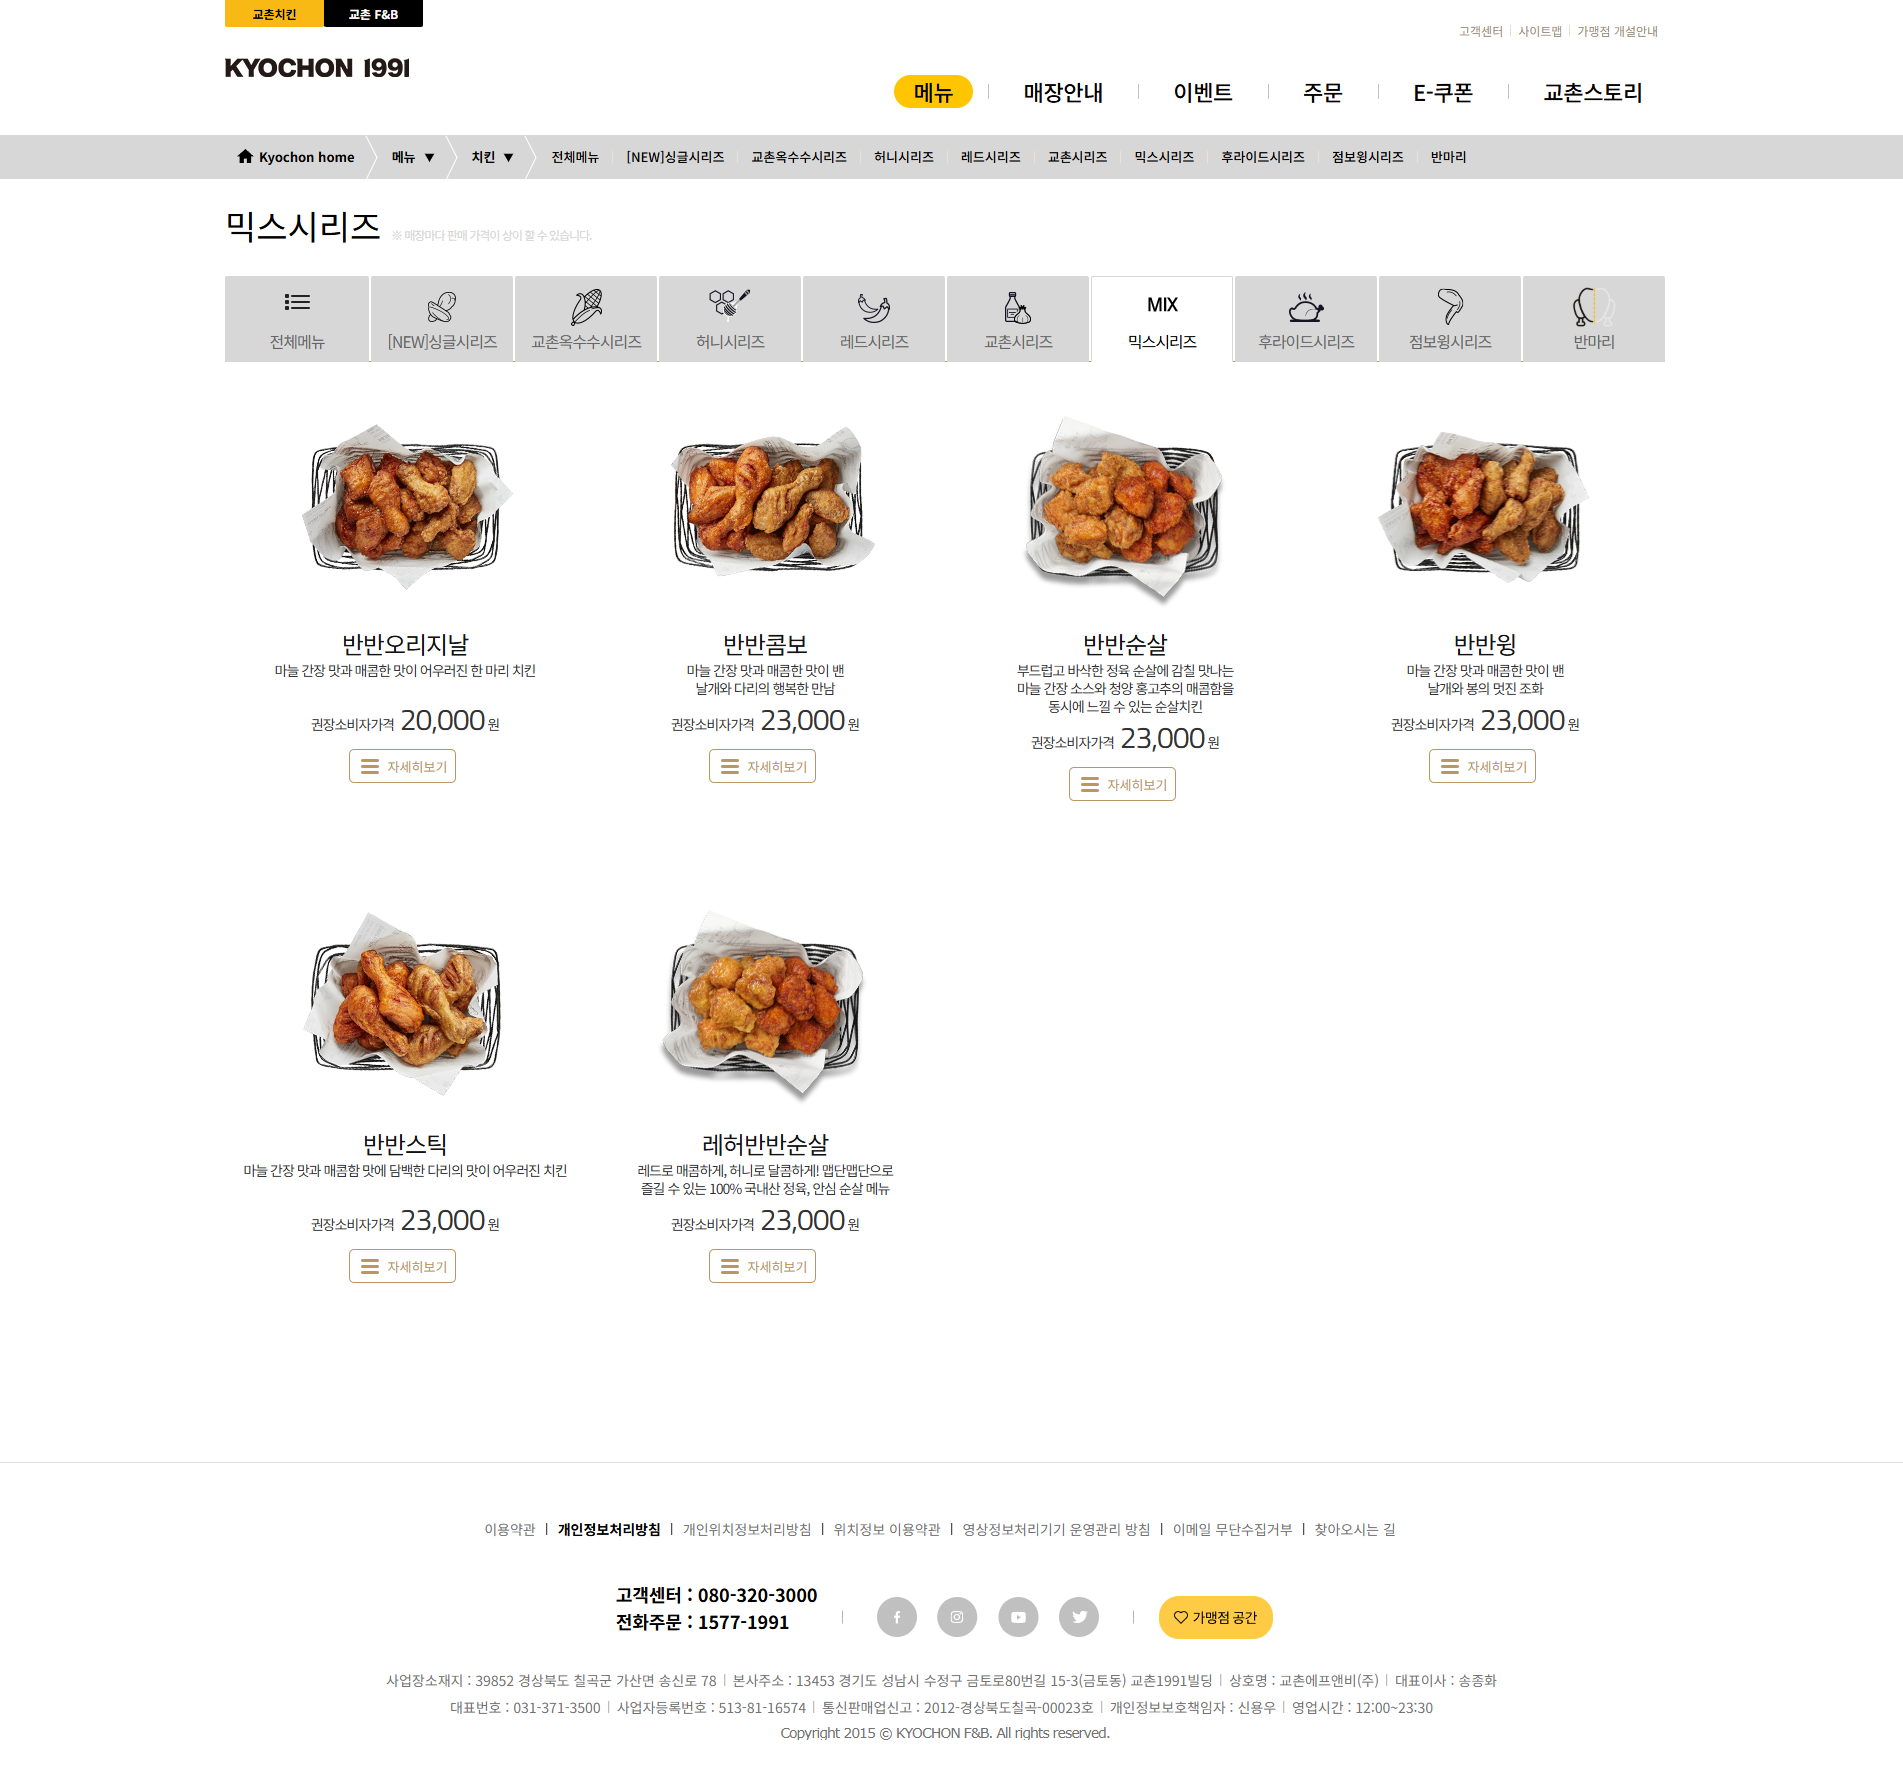 교촌치킨 교촌 F&B
고객센터 사이트맵 가맹점 개설안내
KYOCHON 1991
메뉴 매장안내 이벤트 주문 E-쿠폰 교촌스토리
Kyochon home 메뉴 ▼ 치킨 ▼ 전체메뉴 [NEW]싱글시리즈 교촌옥수수시리즈 허니시리즈 레드시리즈 교촌시리즈 믹스시리즈 후라이드시리즈 점보윙시리즈 반마리
믹스시리즈 ※ 매장마다 판매 가격이 상이 할 수 있습니다.
MIX
전체메뉴 [NEW]싱글시리즈 교촌옥수수시리즈 허니시리즈 레드시리즈 교촌시리즈 믹스시리즈 후라이드시리즈 점보윙시리즈 반마리
반반오리지날
마늘 간장 맛과 매콤한 맛이 어우러진 한 마리 치킨
권장소비자가격 20,000 원
자세히보기
반반콤보
마늘 간장 맛과 매콤한 맛이 밴
날개와 다리의 행복한 만남
권장소비자가격 23,000 원
자세히보기
반반순살
부드럽고 바삭한 정육 순살에 감칠 맛나는
마늘 간장 소스와 청양 홍고추의 매콤함을
동시에 느낄 수 있는 순살치킨
권장소비자가격 23,000 원
자세히보기
반반윙
마늘 간장 맛과 매콤한 맛이 밴
날개와 봉의 멋진 조화
권장소비자가격 23,000 원
자세히보기
반반스틱
마늘 간장 맛과 매콤함 맛에 담백한 다리의 맛이 어우러진 치킨
권장소비자가격 23,000 원
자세히보기
레허반반순살
레드로 매콤하게, 허니로 달콤하게! 맵단맵단으로
즐길 수 있는 100% 국내산 정육, 안심 순살 메뉴
권장소비자가격 23,000 원
자세히보기
이용약관 | 개인정보처리방침 | 개인위치정보처리방침 | 위치정보 이용약관 | 영상정보처리기기 운영관리 방침 | 이메일 무단수집거부 | 찾아오시는 길
고객센터 : 080-320-3000
전화주문 : 1577-1991
가맹점 공간
사업장소재지 : 39852 경상북도 칠곡군 가산면 송신로 78 | 본사주소 : 13453 경기도 성남시 수정구 금토로80번길 15-3(금토동) 교촌1991빌딩 | 상호명 : 교촌에프앤비(주) | 대표이사 : 송종화
대표번호 : 031-371-3500 | 사업자등록번호 : 513-81-16574 | 통신판매업신고 : 2012-경상북도칠곡-00023호 | 개인정보보호책임자 : 신용우 | 영업시간 : 12:00~23:30
Copyright 2015 © KYOCHON F&B. All rights reserved.